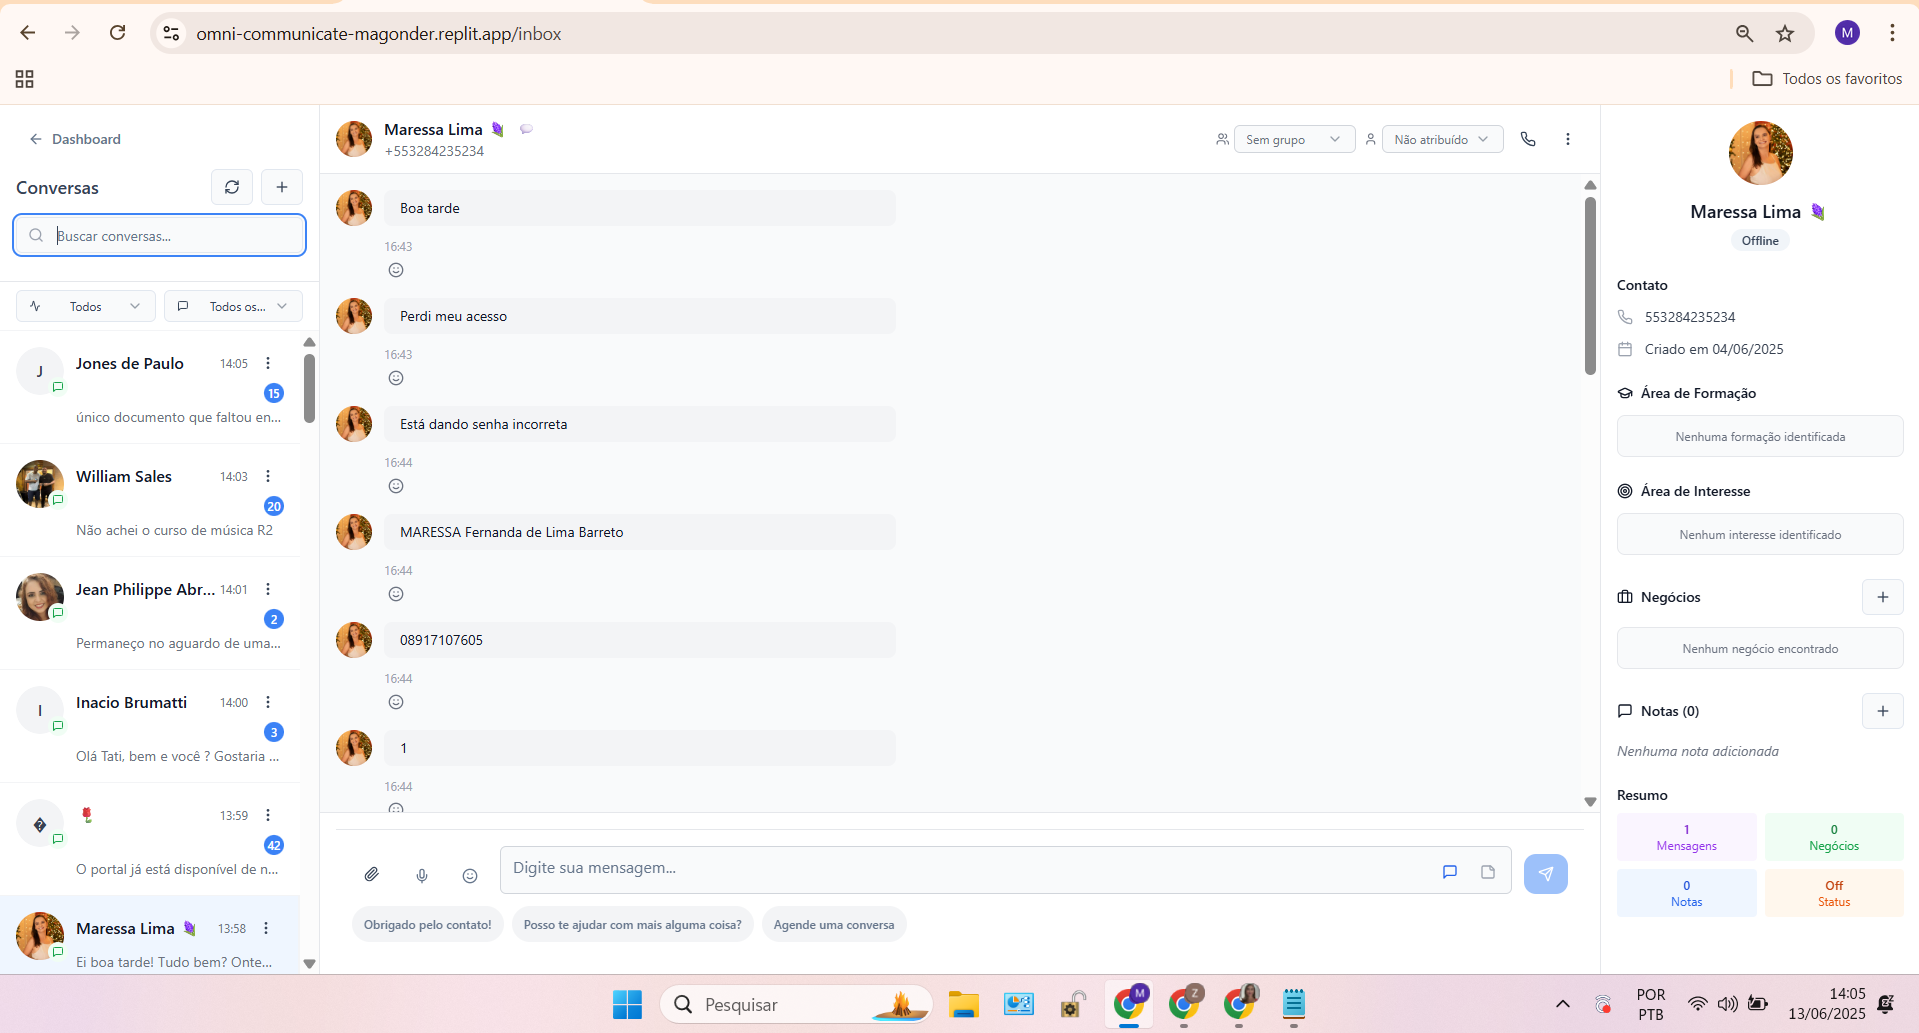 omni-communicate-magonder.replit.app/inbox
M
Todos os favoritos
Dashboard
Conversas
Buscar conversas...
Todos
Todos os...
J
Jones de Paulo
14:05
15
único documento que faltou en...
William Sales
14:03
20
Não achei o curso de música R2
Jean Philippe Abr...
14:01
2
Permaneço no aguardo de uma...
I
Inacio Brumatti
14:00
3
Olá Tati, bem e você ? Gostaria ...
🌹
13:59
42
O portal já está disponível de n...
Maressa Lima
13:58
Ei boa tarde! Tudo bem? Onte...
Maressa Lima
+553284235234
Sem grupo
Não atribuído
Boa tarde
16:43
Perdi meu acesso
16:43
Está dando senha incorreta
16:44
MARESSA Fernanda de Lima Barreto
16:44
08917107605
16:44
1
16:44
Digite sua mensagem...
Obrigado pelo contato!
Posso te ajudar com mais alguma coisa?
Agende uma conversa
Maressa Lima
Offline
Contato
553284235234
Criado em 04/06/2025
Área de Formação
Nenhuma formação identificada
Área de Interesse
Nenhum interesse identificado
Negócios
Nenhum negócio encontrado
Notas (0)
Nenhuma nota adicionada
Resumo
1
Mensagens
0
Negócios
0
Notas
Off
Status
Pesquisar
M
Z
POR
PTB
14:05
13/06/2025